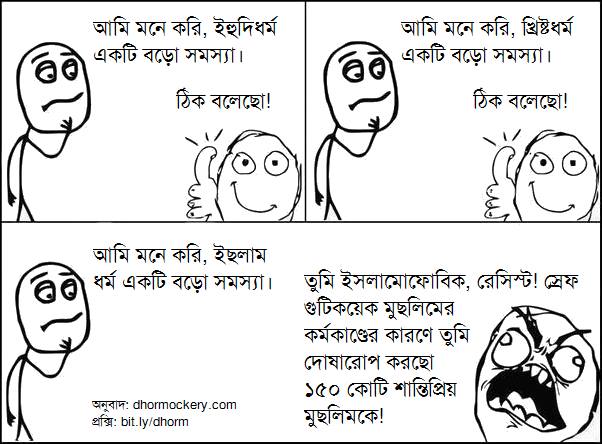 আমি মনে করি, ইহুদিধর্ম
একটি বড়ো সমস্যা।
ঠিক বলেছো!
আমি মনে করি, খ্রিষ্টধর্ম
একটি বড়ো সমস্যা।
ঠিক বলেছো!
আমি মনে করি, ইছলাম
ধর্ম একটি বড়ো সমস্যা।
তুমি ইসলামোফোবিক, রেসিস্ট! স্রেফ
গুটিকয়েক মুছলিমের
কর্মকাণ্ডের কারণে তুমি
দোষারোপ করছো
১৫০ কোটি শান্তিপ্রিয়
মুছলিমকে!
অনুবাদ: dhormockery.com
প্রক্সি: bit.ly/dhorm